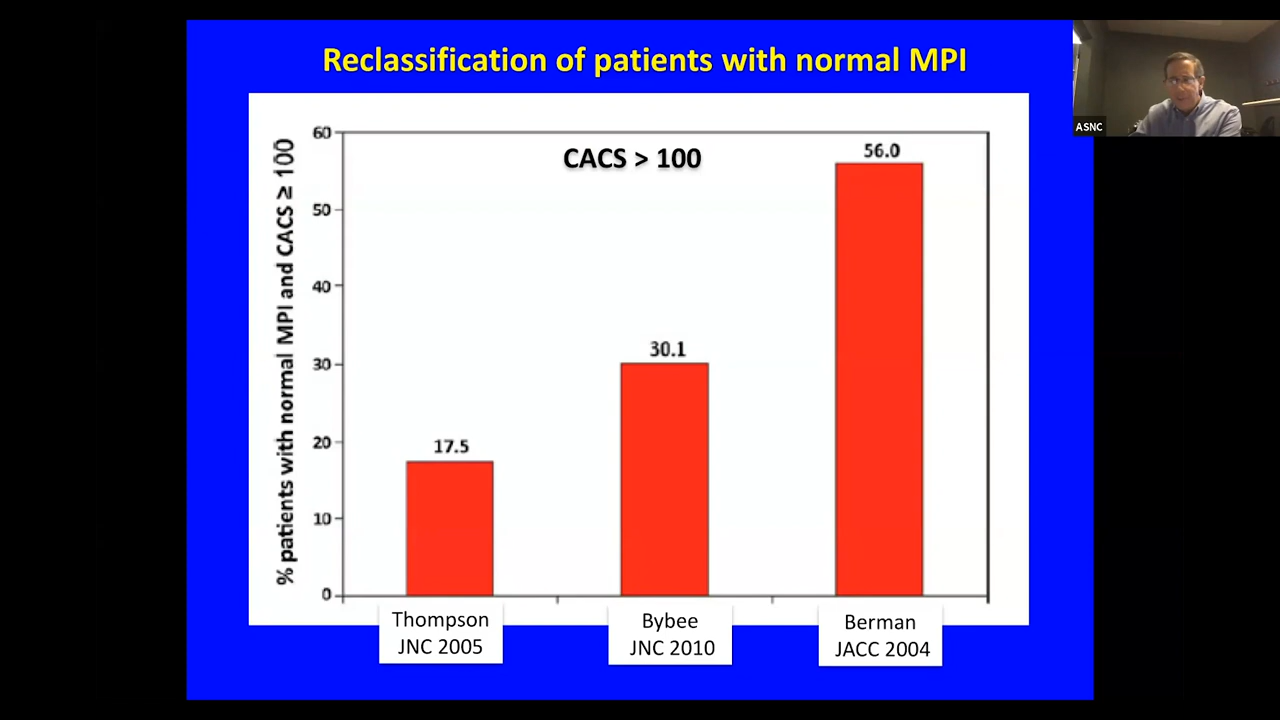 Reclassification of patients with normal MPI
ASNC
% patients with normal MPI and CACS ≥ 100
CACS > 100
60
50
40
30
20
10
0
17.5
30.1
56.0
Thompson
JNC 2005
Bybee
JNC 2010
Berman
JACC 2004